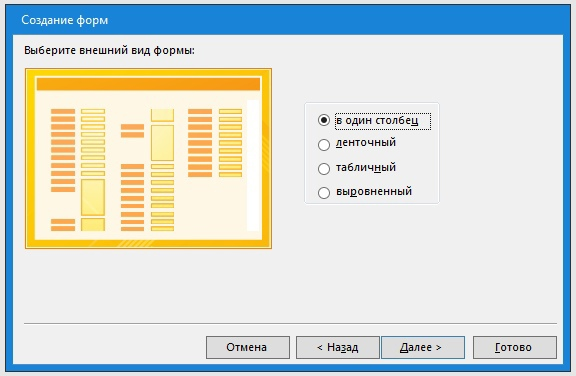 Создание форм
Выберите внешний вид формы:
в один столбец
ленточный
табличный
выровненный
Отмена
< Назад
Далее >
Готово